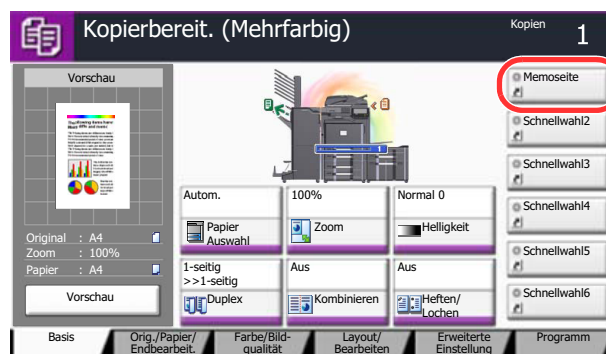 Kopierbereit. (Mehrfarbig)
Kopien
1
Vorschau
Original : A4
Zoom : 100%
Papier : A4
Vorschau
1
Autom.
Papier
Auswahl
100%
Zoom
Normal 0
Helligkeit
1-seitig
>>1-seitig
Duplex
Aus
Kombinieren
Aus
Heften/
Lochen
Memoseite
Schnellwahl2
Schnellwahl3
Schnellwahl4
Schnellwahl5
Schnellwahl6
Basis
Orig./Papier/
Endbearbeit.
Farbe/Bild-
qualität
Layout/
Bearbeiten
Erweiterte
Einstellung
Programm